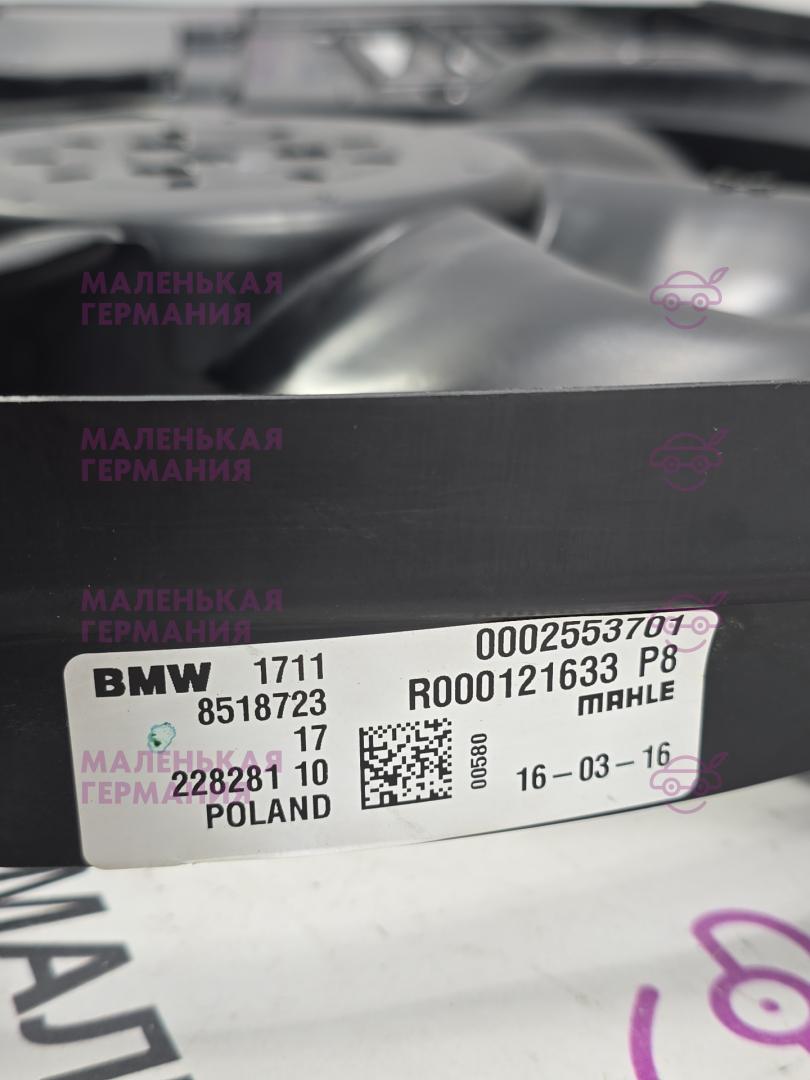 МАЛЕНЬКАЯ
ГЕРМАНИЯ
МАЛЕНЬКАЯ
ГЕРМАНИЯ
МАЛЕНЬКАЯ
ГЕРМАНИЯ
BMW 1711
8518723
17
228281 10
POLAND
0002553701
R000121633 P8
MAHLE
00580
16-03-16
МАЛЕНЬКАЯ
ГЕРМАНИЯ